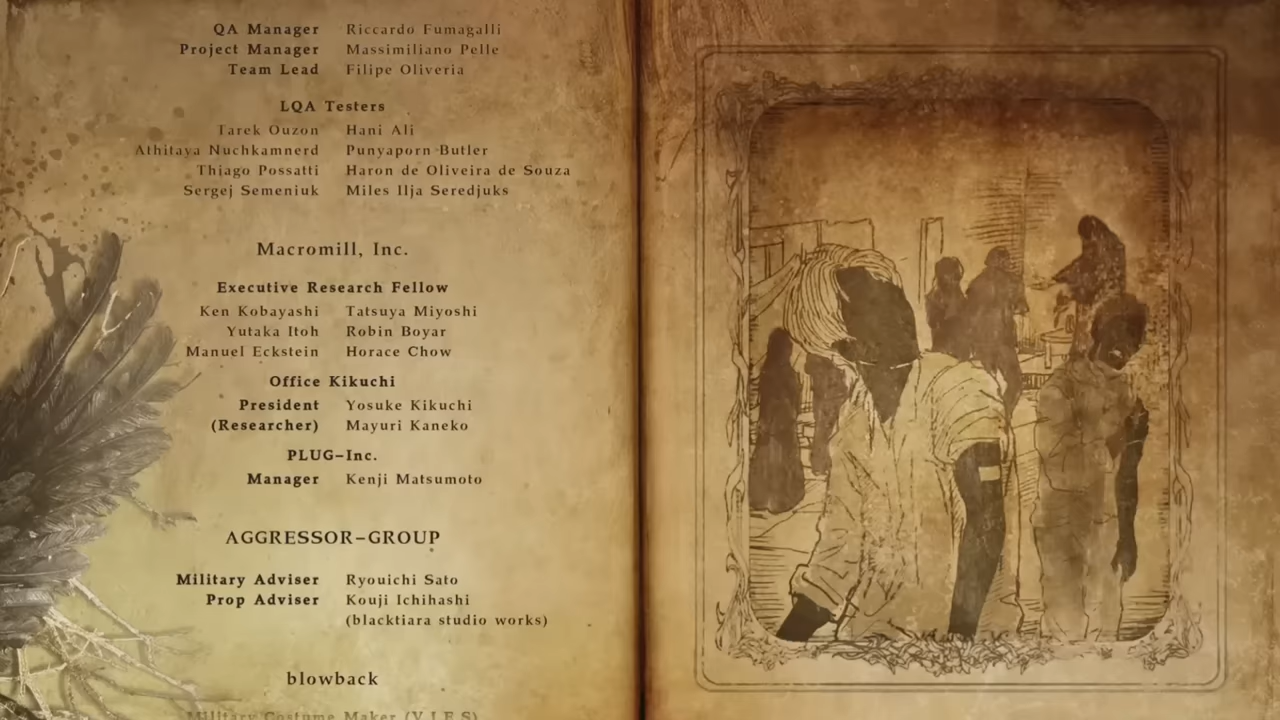 QA Manager Riccardo Fumagalli
Project Manager Massimiliano Pelle
Team Lead Filipe Oliveria
LQA Testers
Tarek Ouzon Hani Ali
Athitaya Nuchkamnerd Punyaporn Butler
Thiago Possatti Haron de Oliveira de Souza
Sergej Semeniuk Miles Ilja Seredjuks
Macromill, Inc.
Executive Research Fellow
Ken Kobayashi Tatsuya Miyoshi
Yutaka Itoh Robin Boyar
Manuel Eckstein Horace Chow
Office Kikuchi
President Yosuke Kikuchi
(Researcher) Mayuri Kaneko
PLUG-Inc.
Manager Kenji Matsumoto
AGGRESSOR-GROUP
Military Adviser Ryouichi Sato
Prop Adviser Kouji Ichihashi
(blacktiara studio works)
blowback
Military Costume Maker (V.I.E.S)